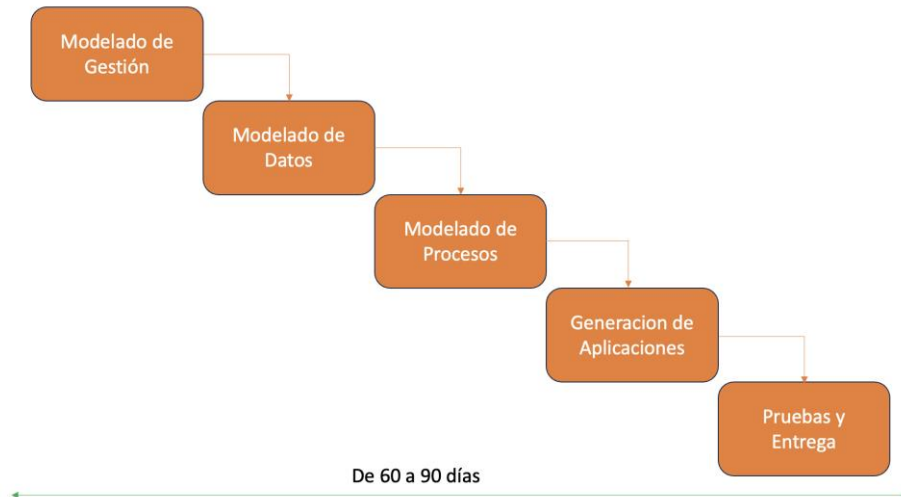 Modelado de
Gestión
Modelado de
Datos
Modelado de
Procesos
Generacion de
Aplicaciones
Pruebas y
Entrega
De 60 a 90 días